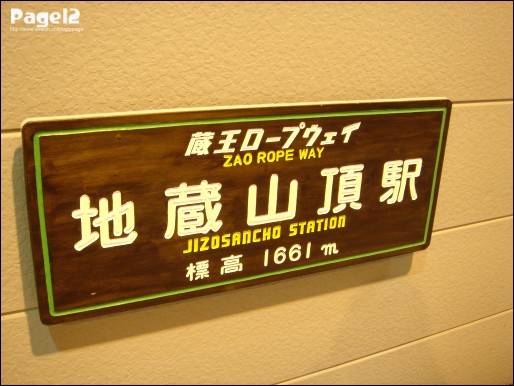 Page12
蔵王ロープウェイ
ZAO ROPE WAY
地蔵山頂駅
JIZOSANCHO STATION
標高 1661m